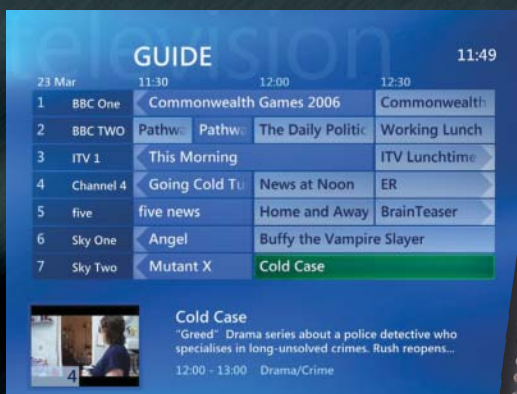 television
GUIDE 11:49
23 Mar 11:30 12:00 12:30
1 BBC One Commonwealth Games 2006 Commonwealth
2 BBC TWO Pathwa Pathwa The Daily Politic Working Lunch
3 ITV 1 This Morning ITV Lunchtime
4 Channel 4 Going Cold Tu News at Noon ER
5 five five news Home and Away BrainTeaser
6 Sky One Angel Buffy the Vampire Slayer
7 Sky Two Mutant X Cold Case
Cold Case
"Greed" Drama series about a police detective who
specialises in long-unsolved crimes. Rush reopens...
4
12:00 - 13:00 Drama/Crime